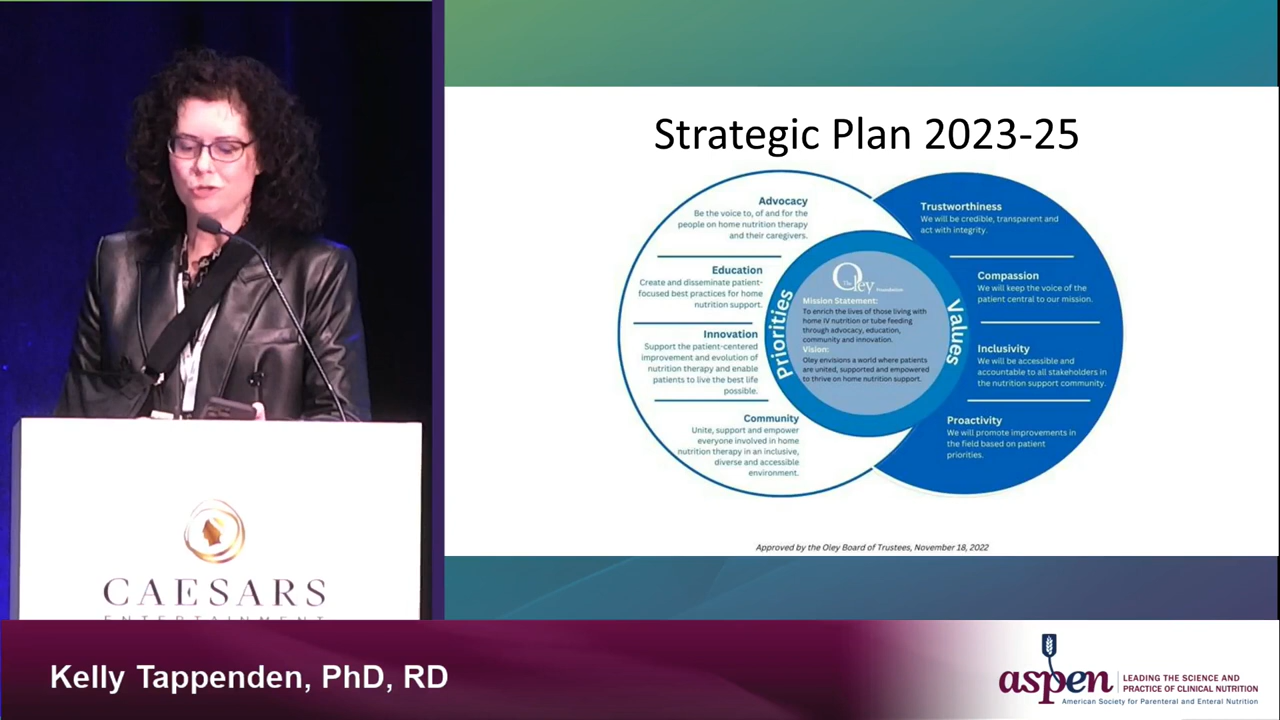 Strategic Plan 2023-25
Advocacy
Be the voice to, of and for the
people on home nutrition therapy
and their caregivers.
Education
Create and disseminate patient-
focused best practices for home
nutrition support.
Innovation
Support the patient-centered
improvement and evolution of
nutrition therapy and enable
patients to live the best life
possible.
Community
Unite, support and empower
everyone involved in home
nutrition therapy in an inclusive,
diverse and accessible
environment.
Priorities
The Oley
Foundation
Mission Statement:
To enrich the lives of those living with
home IV nutrition or tube feeding
through advocacy, education,
community and innovation.
Vision:
Oley envisions a world where patients
are united, supported and empowered
to thrive on home nutrition support.
Values
Trustworthiness
We will be credible, transparent and
act with integrity.
Compassion
We will keep the voice of the
patient central to our mission.
Inclusivity
We will be accessible and
accountable to all stakeholders in
the nutrition support community.
Proactivity
We will promote improvements in
the field based on patient
priorities.
Approved by the Oley Board of Trustees, November 18, 2022
CAESARS
ENTERTAINMENT
Kelly Tappenden, PhD, RD
aspen
LEADING THE SCIENCE AND
PRACTICE OF CLINICAL NUTRITION
American Society for Parenteral and Enteral Nutrition